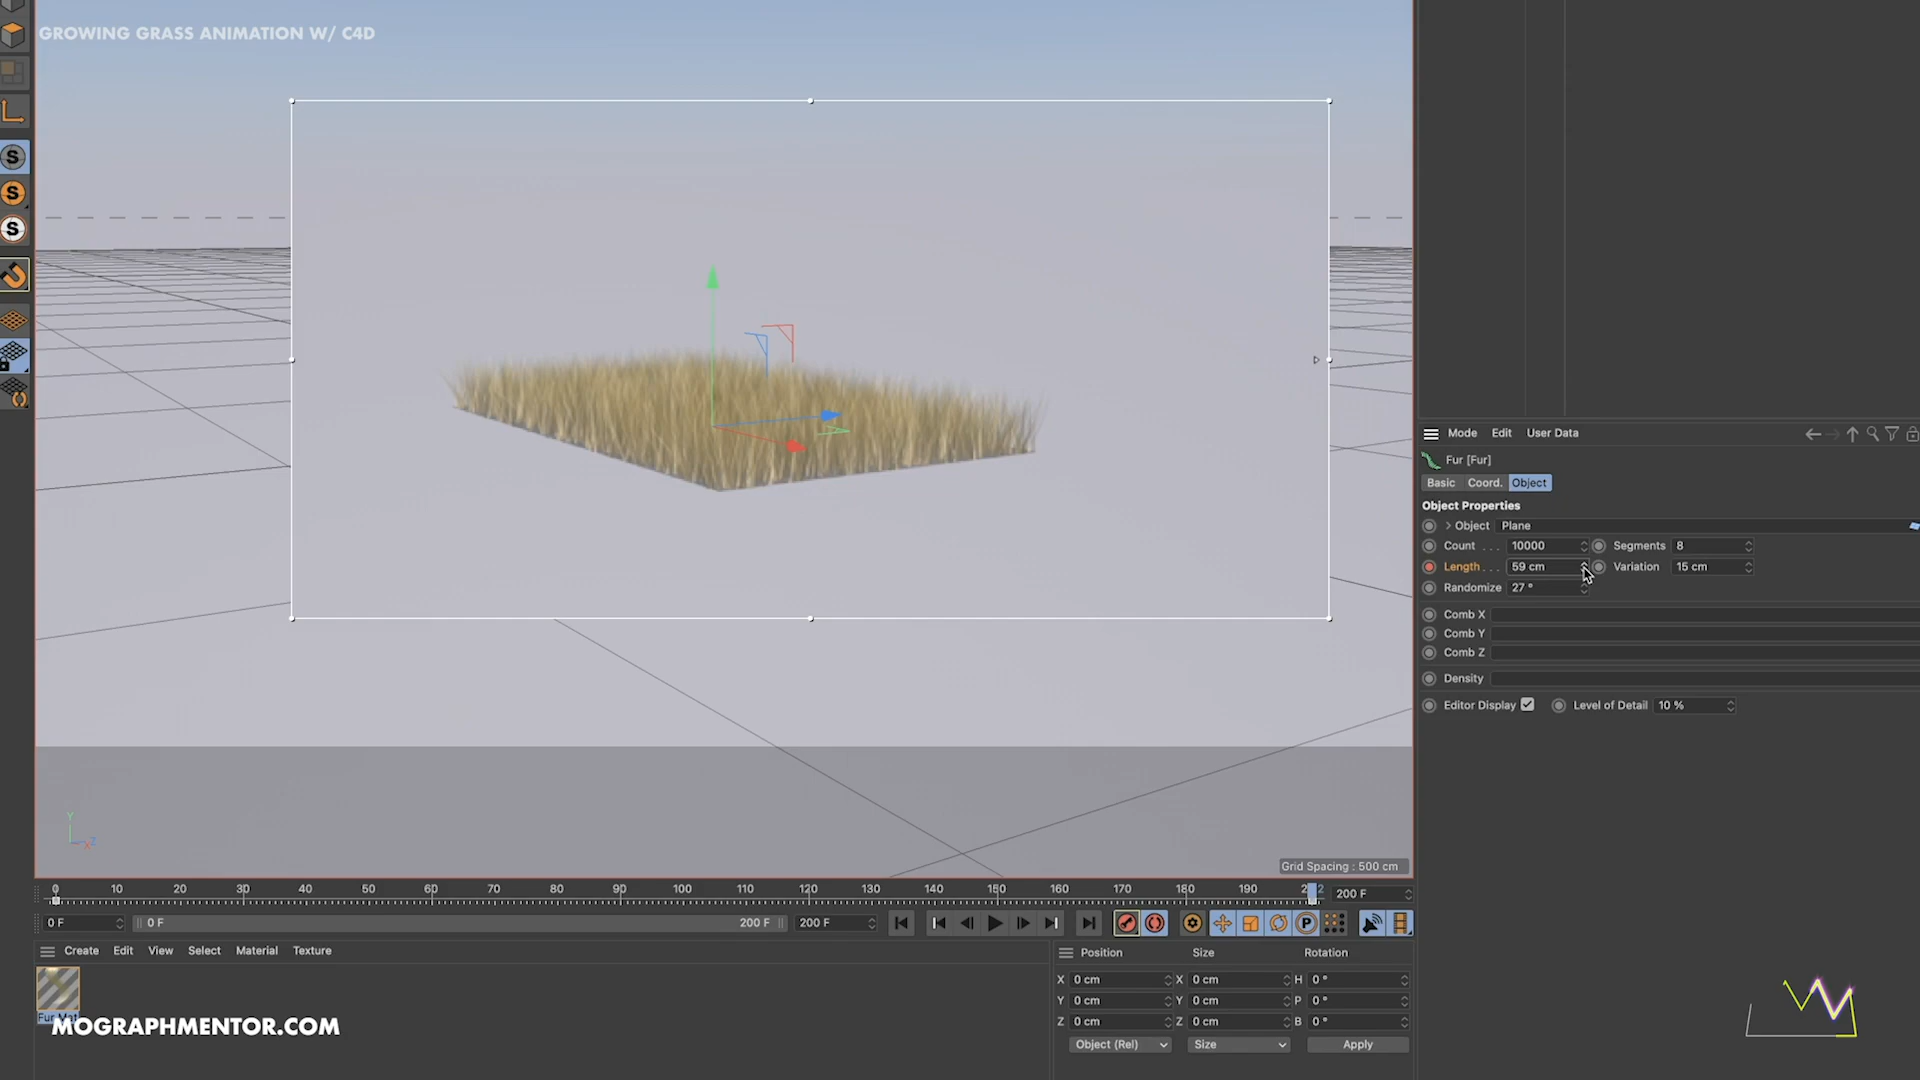 GROWING GRASS ANIMATION W/ C4D
Mode Edit User Data
Fur [Fur]
Basic Coord. Object
Object Properties
Object Plane
Count . . . 10000 Segments 8
Length . . . 59 cm Variation 15 cm
Randomize 27 °
Comb X
Comb Y
Comb Z
Density
Editor Display Level of Detail 10 %
Y
Z
X
Grid Spacing : 500 cm
0 10 20 30 40 50 60 70 80 90 100 110 120 130 140 150 160 170 180 190 200 F
0 F 0 F 200 F 200 F
Create Edit View Select Material Texture
Position Size Rotation
X 0 cm X 0 cm H 0 °
Y 0 cm Y 0 cm P 0 °
Z 0 cm Z 0 cm B 0 °
Object (Rel) Size Apply
MOGRAPHMENTOR.COM